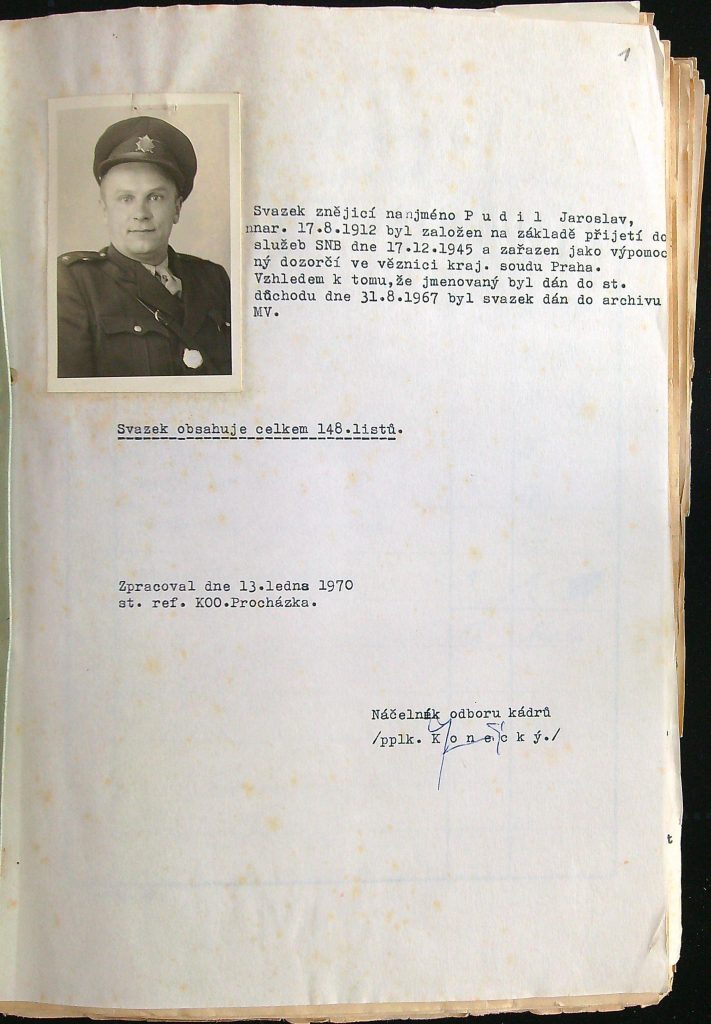 1
Svazek znějicí na jméno P u d i l Jaroslav,
nar. 17.8.1912 byl založen na základě přijetí do
služeb SNB dne 17.12.1945 a zařazen jako výpomoc
ný dozorčí ve věznici kraj. soudu Praha.
Vzhledem k tomu,že jmenovaný byl dán do st.
důchodu dne 31.8.1967 byl svazek dán do archivu
MV.
Svazek obsahuje celkem 148.listů.
Zpracoval dne 13.ledna 1970
st. ref. KOO.Procházka.
Náčelník odboru kádrů
/pplk. K o n e c k ý./
t